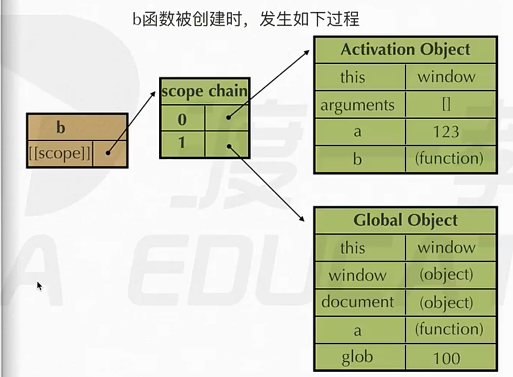 b函数被创建时，发生如下过程
b
[[scope]]
scope chain
0
1
Activation Object
this window
arguments []
a 123
b (function)
Global Object
this window
window (object)
document (object)
a (function)
glob 100